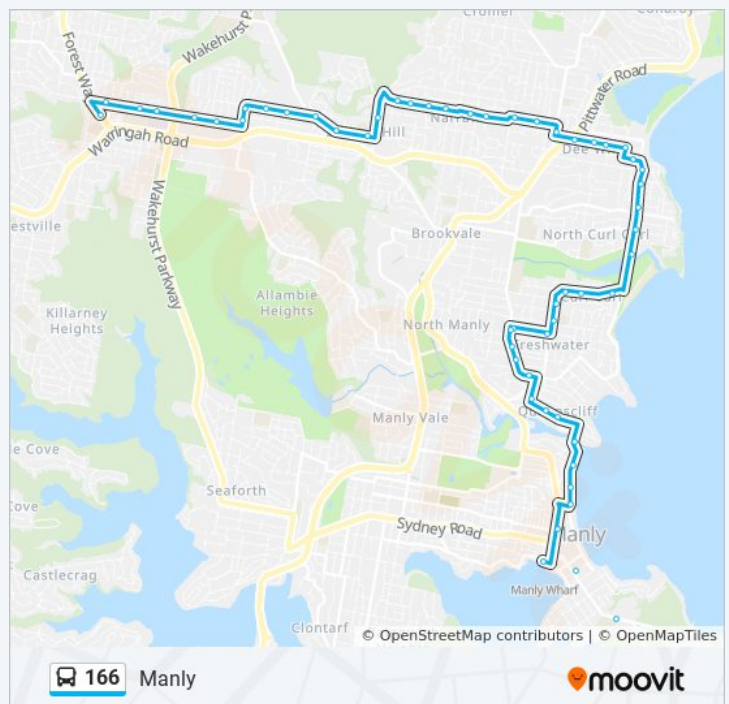 Cromer
Forest Wa
Wakehurst P
Pittwater Road
Hill
Warringah Road
Dee W
estville
Wakehurst Parkway
Brookvale
North Curl Curl
Allambie
Heights
Killarney
Heights
North Manly
Curl Curl
Freshwater
Manly Vale
Queenscliff
le Cove
Seaforth
Cove
Sydney Road
Manly
Castlecrag
Manly Wharf
Clontarf
© OpenStreetMap contributors | © OpenMapTiles
166 Manly
moovit